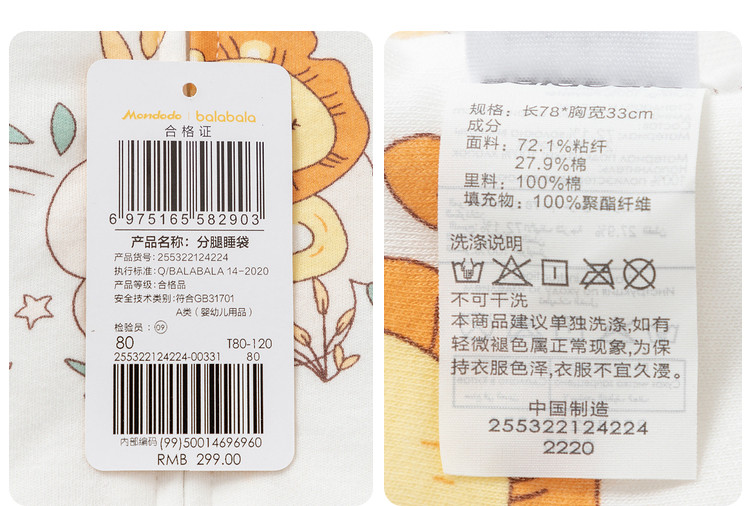 Mondodo | balabala
合格证
6 975165 582903
产品名称：分腿睡袋
产品货号：255322124224
执行标准：Q/BALABALA 14-2020
产品等级：合格品
安全技术类别：符合GB31701
A类（婴幼儿用品）
检验员：09
80 T80-120
255322124224-00331 80
内部编码 (99)50014696960
RMB 299.00
规格：长78*胸宽33cm
成分
面料：72.1%粘纤
27.9%棉
里料：100%棉
填充物：100%聚酯纤维
洗涤说明
不可干洗
本商品建议单独洗涤,如有
轻微褪色属正常现象,为保
持衣服色泽,衣服不宜久浸。
中国制造
255322124224
2220